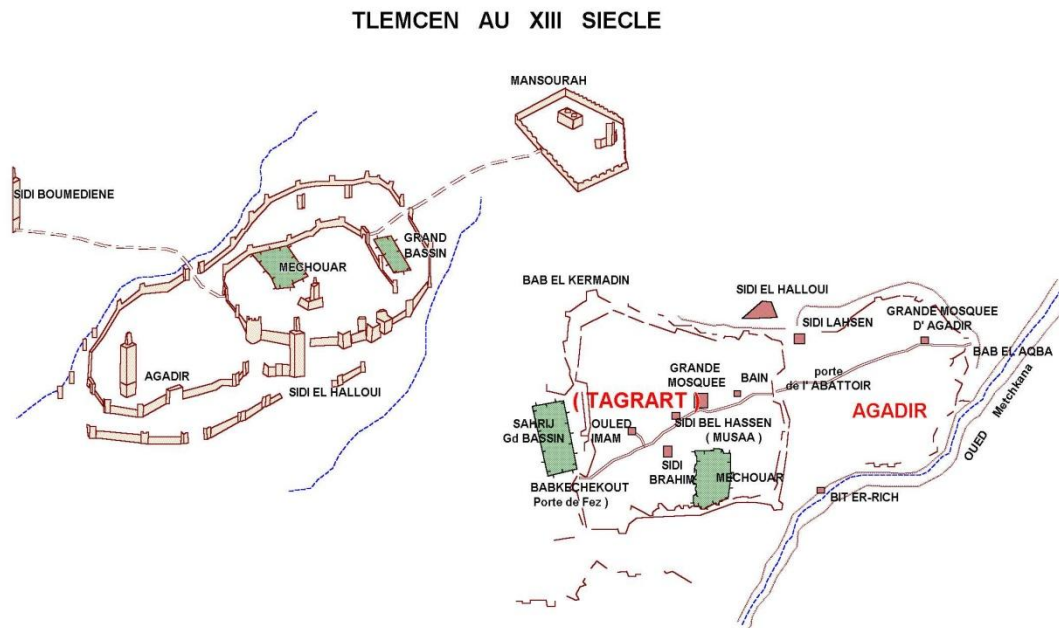 TLEMCEN AU XIII SIECLE
MANSOURAH
SIDI BOUMEDIENE
GRAND
BASSIN
MECHOUAR
AGADIR
SIDI EL HALLOUI
BAB EL KERMADIN
SIDI EL HALLOUI
SIDI LAHSEN
GRANDE MOSQUEE
D' AGADIR
BAB EL AQBA
GRANDE
MOSQUEE
BAIN
porte
de l' ABATTOIR
( TAGRART )
AGADIR
SAHRIJ
Gd BASSIN
OULED
IMAM
SIDI BEL HASSEN
( MUSAA )
SIDI
BRAHIM
MECHOUAR
BABKECHEKOUT
Porte de Fez )
BIT ER-RICH
OUED Metchkana